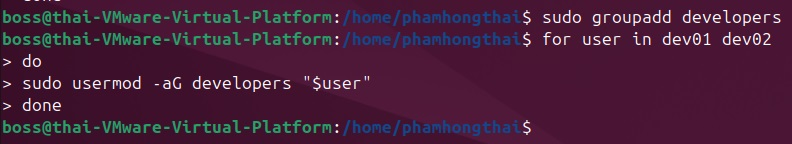 boss@thai-VMware-Virtual-Platform:/home/phamhongthai$ sudo groupadd developers
boss@thai-VMware-Virtual-Platform:/home/phamhongthai$ for user in dev01 dev02
> do
> sudo usermod -aG developers "$user"
> done
boss@thai-VMware-Virtual-Platform:/home/phamhongthai$